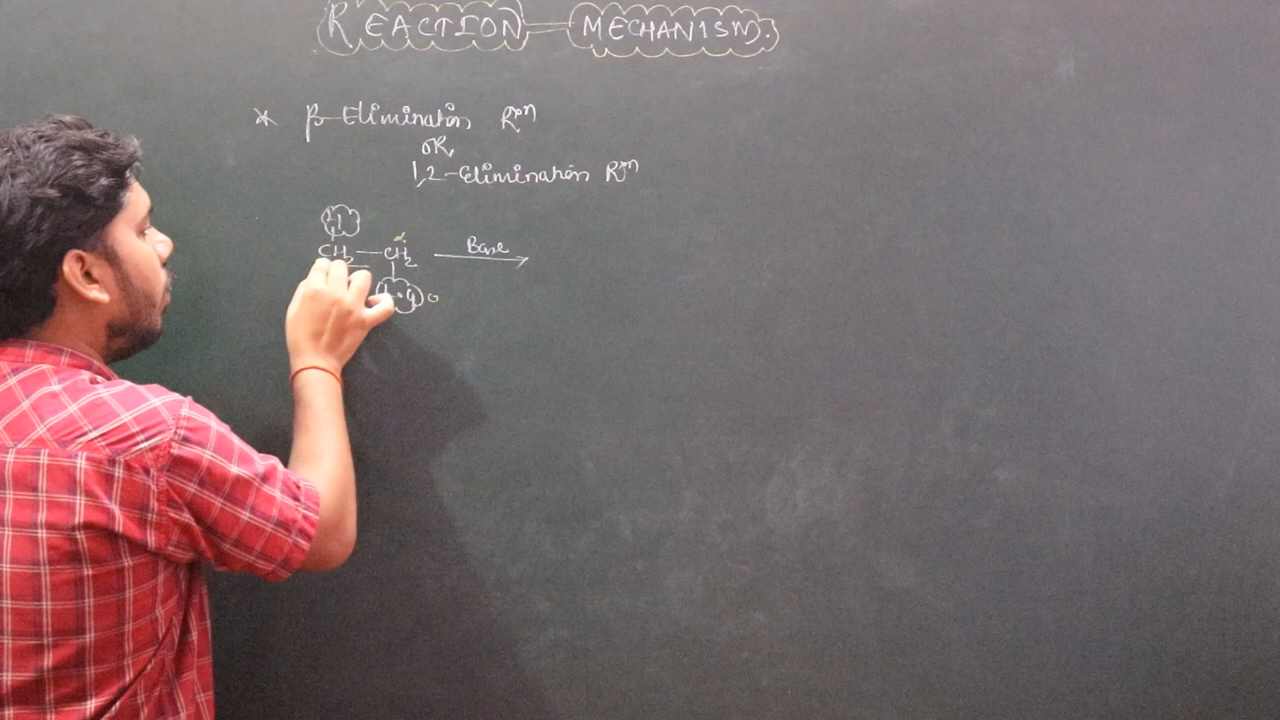 REACTION — MECHANISM.
* β-Elimination Rxn
OR,
1,2-Elimination Rxn
H
CH2 — CH2 Base →
α
L.G